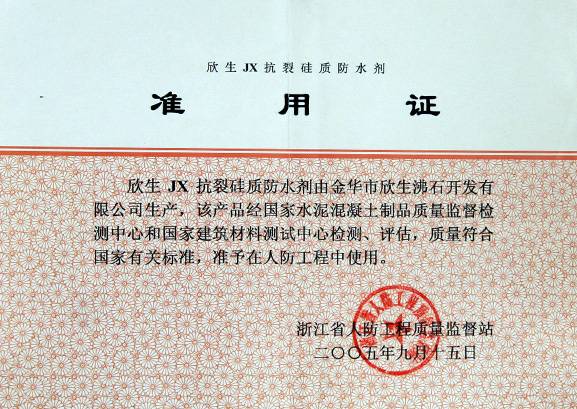 欣生 JX 抗裂硅质防水剂
准 用 证
欣生 JX 抗裂硅质防水剂由金华市欣生沸石开发有
限公司生产，该产品经国家水泥混凝土制品质量监督检
测中心和国家建筑材料测试中心检测、评估，质量符合
国家有关标准，准予在人防工程中使用。
浙江省人防工程质量监督站
二〇〇五年九月十五日